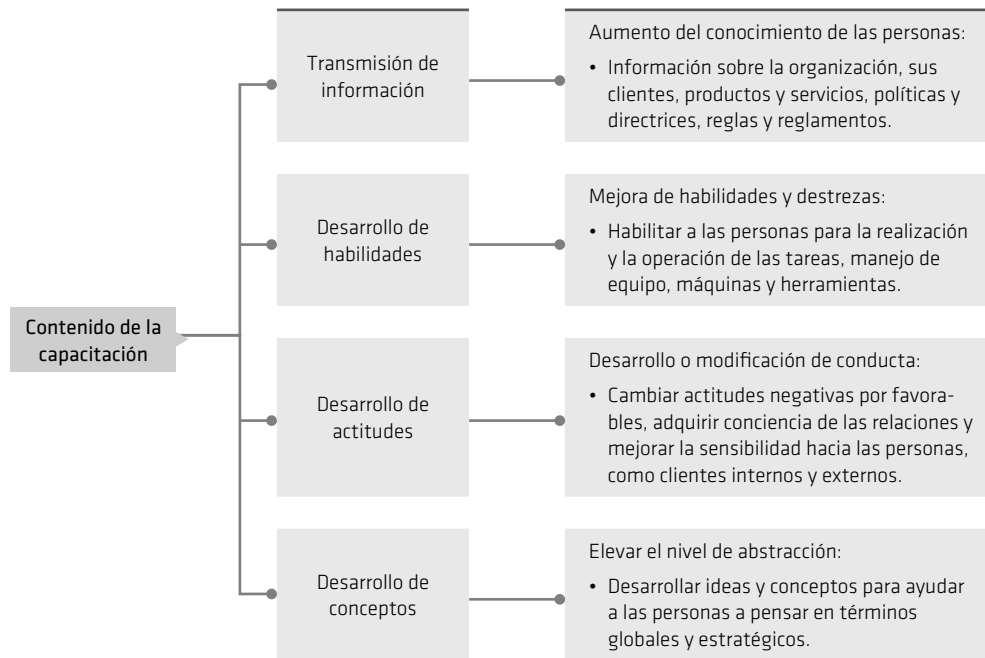 Contenido de la
capacitación
Transmisión de
información
Aumento del conocimiento de las personas:
• Información sobre la organización, sus
clientes, productos y servicios, políticas y
directrices, reglas y reglamentos.
Desarrollo de
habilidades
Mejora de habilidades y destrezas:
• Habilitar a las personas para la realización
y la operación de las tareas, manejo de
equipo, máquinas y herramientas.
Desarrollo de
actitudes
Desarrollo o modificación de conducta:
• Cambiar actitudes negativas por favora-
bles, adquirir conciencia de las relaciones y
mejorar la sensibilidad hacia las personas,
como clientes internos y externos.
Desarrollo de
conceptos
Elevar el nivel de abstracción:
• Desarrollar ideas y conceptos para ayudar
a las personas a pensar en términos
globales y estratégicos.